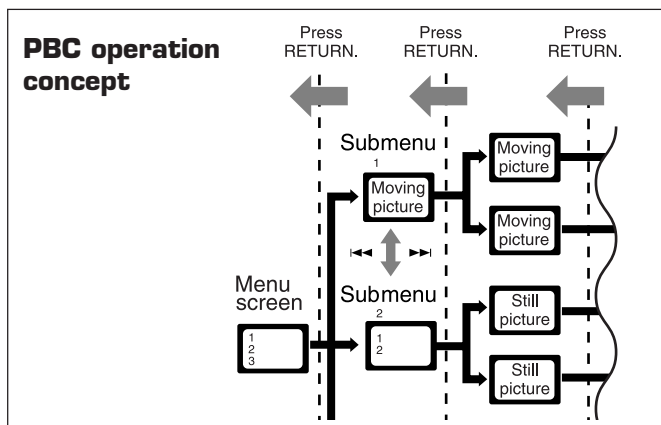 PBC operation
concept
Press
RETURN.
Press
RETURN.
Press
RETURN.
Submenu
1
Moving
picture
Moving
picture
Moving
picture
Submenu
2
1
2
Menu
screen
1
2
3
Still
picture
Still
picture